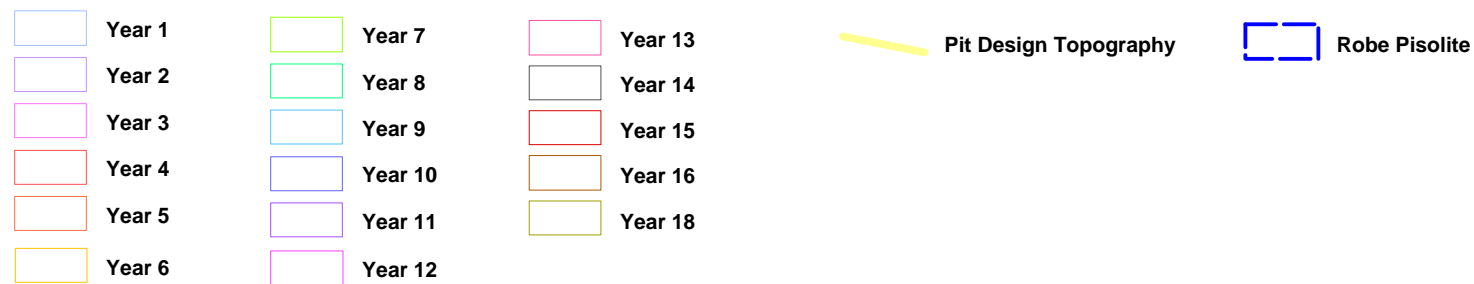 Year 1
Year 2
Year 3
Year 4
Year 5
Year 6
Year 7
Year 8
Year 9
Year 10
Year 11
Year 12
Year 13
Year 14
Year 15
Year 16
Year 18
Pit Design Topography
Robe Pisolite